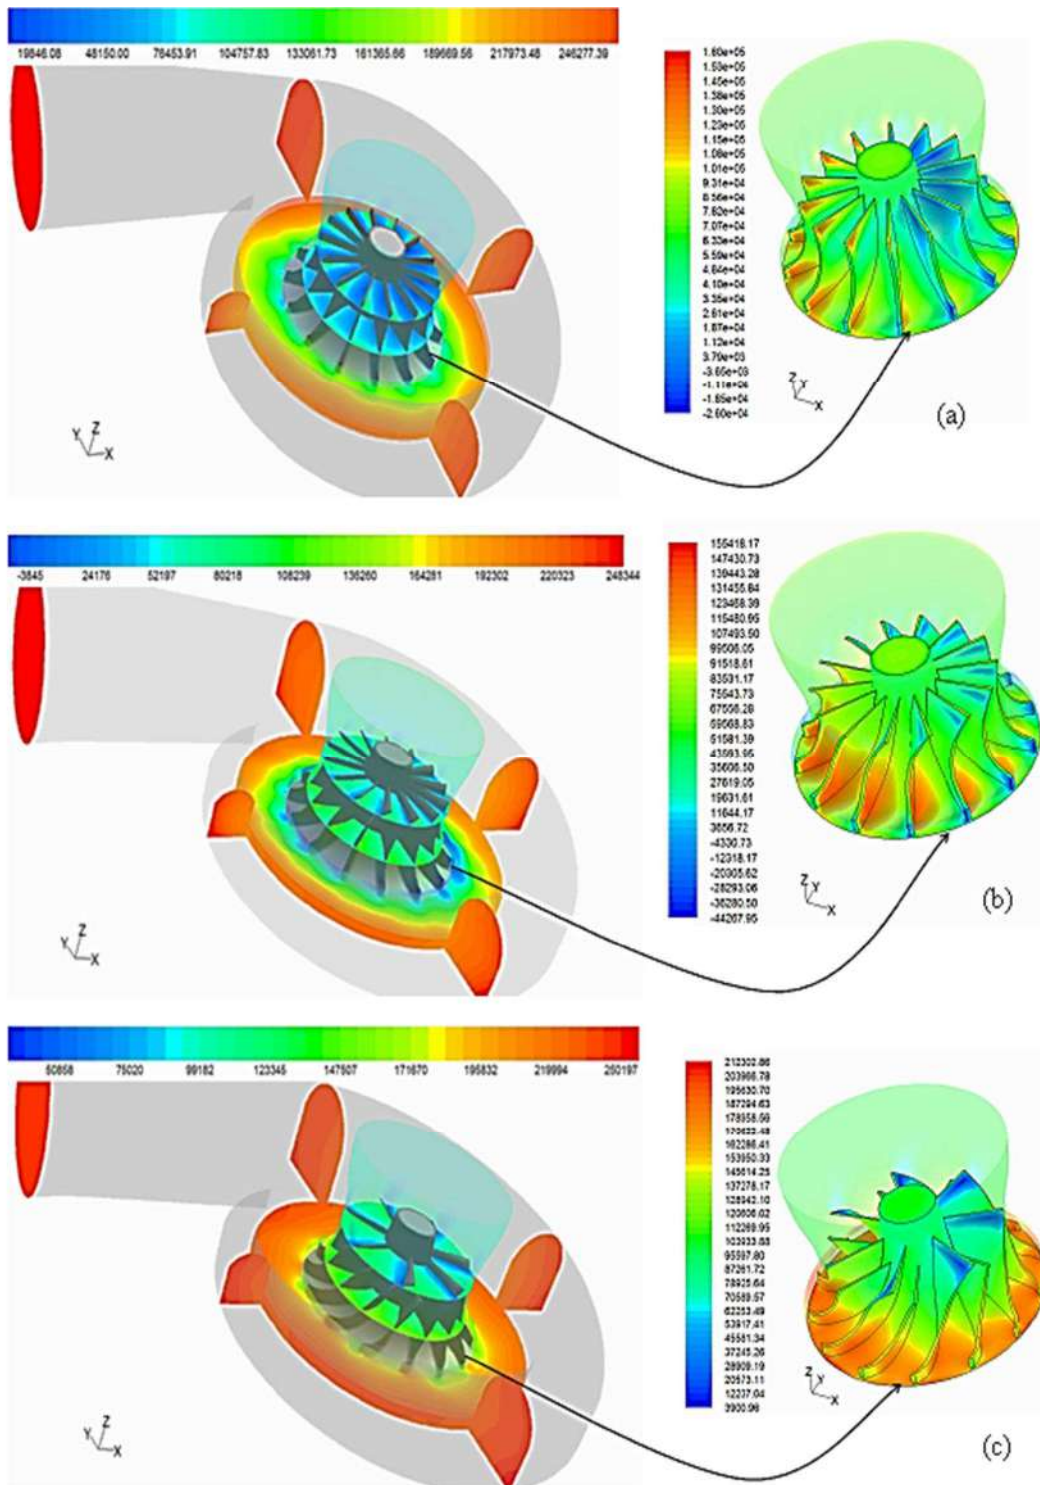 19846.08 48150.00 76453.91 104757.83 133061.73 161365.66 189669.56 217973.48 246277.39
1.60e+05
1.53e+05
1.45e+05
1.38e+05
1.30e+05
1.23e+05
1.15e+05
1.08e+05
1.01e+05
9.31e+04
8.56e+04
7.82e+04
7.07e+04
6.33e+04
5.59e+04
4.84e+04
4.10e+04
3.35e+04
2.61e+04
1.87e+04
1.12e+04
3.79e+03
-3.65e+03
-1.11e+04
-1.85e+04
-2.60e+04
Z Y X
(a)
Y Z X
-3845 24176 52197 80218 108239 136260 164281 192302 220323 248344
155418.17
147430.73
139443.28
131455.84
123468.39
115480.95
107493.50
99506.05
91518.61
83531.17
75543.73
67556.28
59568.83
51581.39
43593.95
35606.50
27619.05
19631.61
11644.17
3656.72
-4330.73
-12318.17
-20305.62
-28293.06
-36280.50
-44267.95
Z Y X
(b)
Y Z X
50858 75020 99182 123345 147507 171670 195832 219994 250197
212302.86
203966.78
195630.70
187294.63
178958.56
170622.48
162286.41
153950.33
145614.25
137278.17
128942.10
120606.02
112269.95
103933.88
95597.80
87261.72
78925.64
70589.57
62253.49
53917.41
45581.34
37245.26
28909.19
20573.11
12237.04
3900.96
Z Y X
(c)
Y Z X